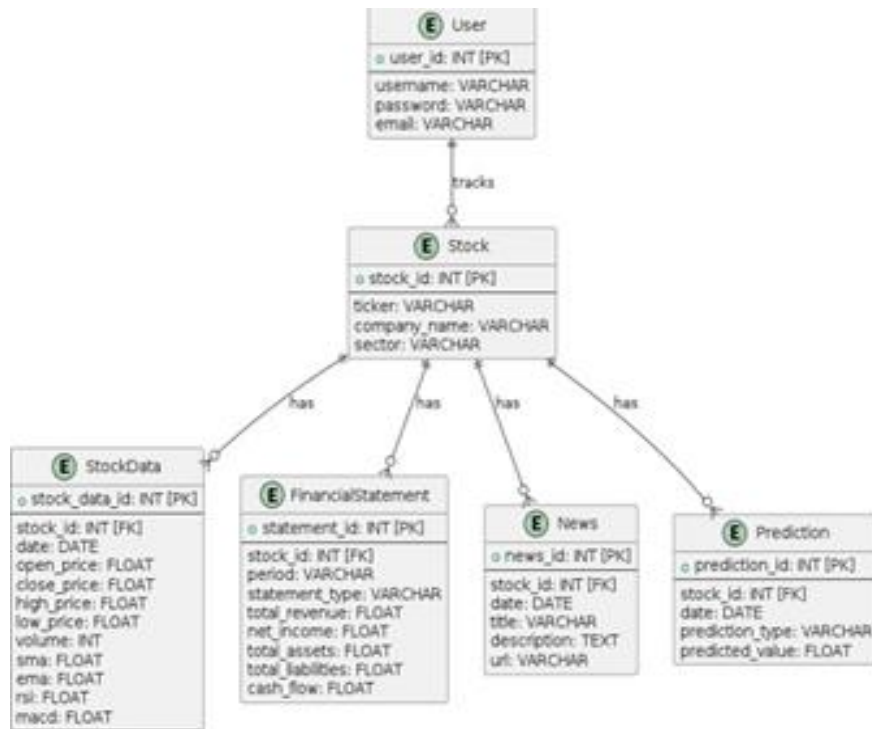 E User
user_id: INT [PK]
username: VARCHAR
password: VARCHAR
email: VARCHAR
tracks
E Stock
stock_id: INT [PK]
ticker: VARCHAR
company_name: VARCHAR
sector: VARCHAR
has
has
has
has
E StockData
stock_data_id: INT [PK]
stock_id: INT [FK]
date: DATE
open_price: FLOAT
close_price: FLOAT
high_price: FLOAT
low_price: FLOAT
volume: INT
sma: FLOAT
ema: FLOAT
rsi: FLOAT
macd: FLOAT
E FinancialStatement
statement_id: INT [PK]
stock_id: INT [FK]
period: VARCHAR
statement_type: VARCHAR
total_revenue: FLOAT
net_income: FLOAT
total_assets: FLOAT
total_liabilities: FLOAT
cash_flow: FLOAT
E News
news_id: INT [PK]
stock_id: INT [FK]
date: DATE
title: VARCHAR
description: TEXT
url: VARCHAR
E Prediction
prediction_id: INT [PK]
stock_id: INT [FK]
date: DATE
prediction_type: VARCHAR
predicted_value: FLOAT